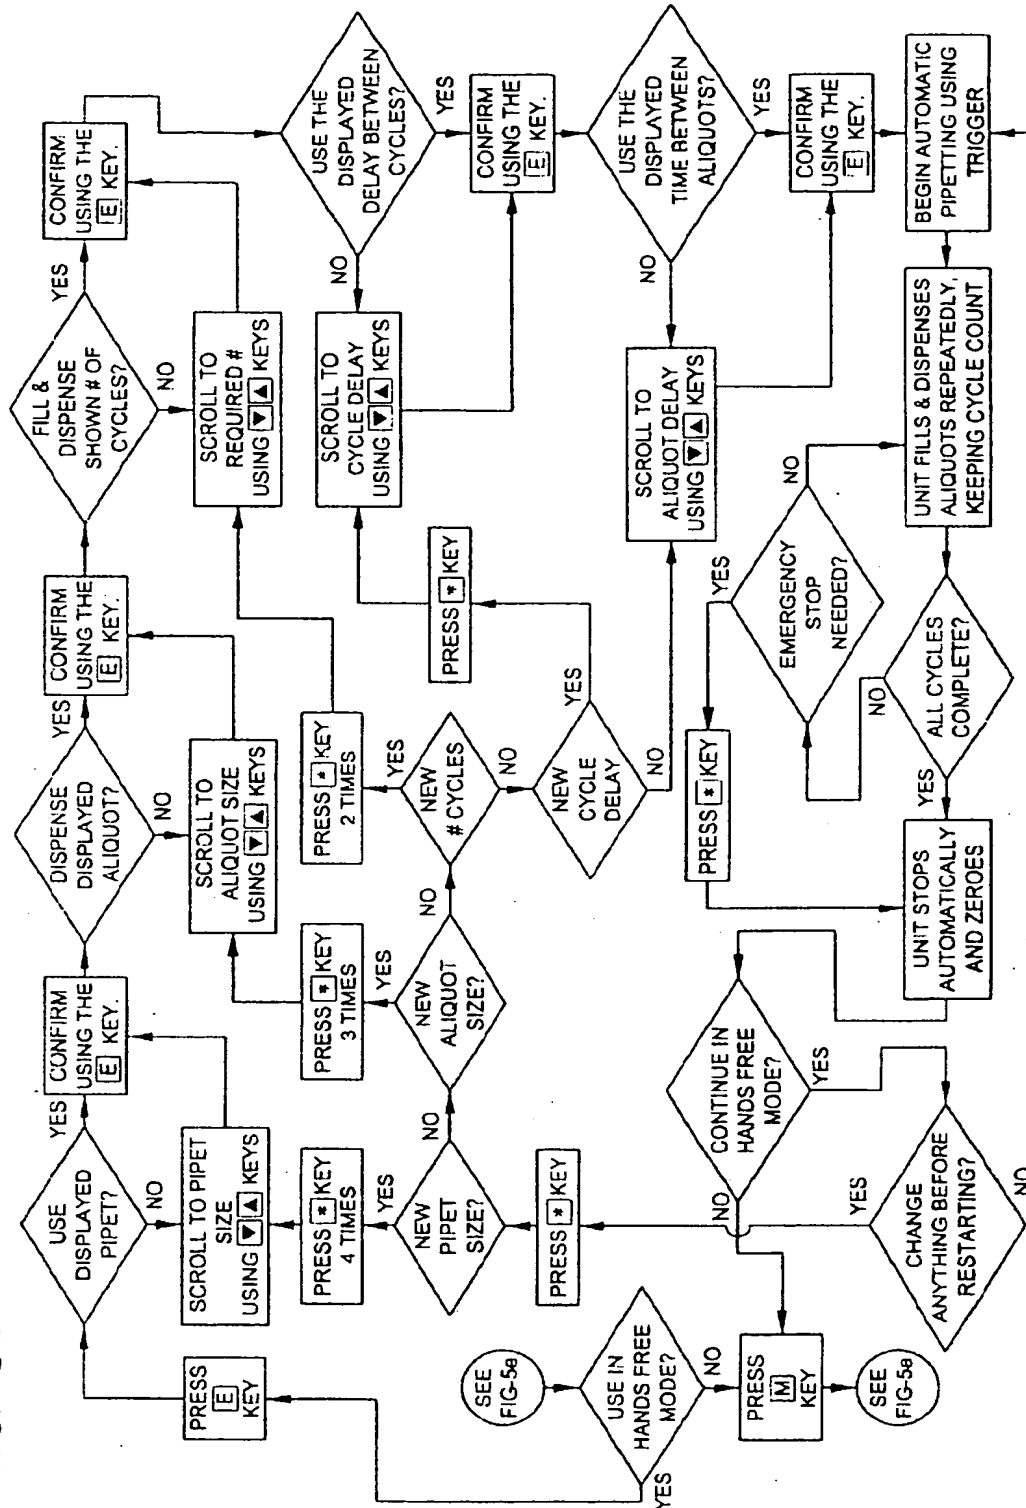 SEE
FIG-5e
USE IN
HANDS FREE
MODE?
YES
NO
PRESS
M
KEY
SEE
FIG-5a
PRESS
E
KEY
USE
DISPLAYED
PIPET?
YES
NO
SCROLL TO PIPET
SIZE
USING ▼ ▲ KEYS
CONFIRM
USING THE
E KEY.
DISPENSE
DISPLAYED
ALIQUOT?
YES
NO
SCROLL TO
ALIQUOT SIZE
USING ▼ ▲ KEYS
CONFIRM
USING THE
E KEY.
FILL &
DISPENSE
SHOWN # OF
CYCLES?
YES
NO
SCROLL TO
REQUIRED #
USING ▼ ▲ KEYS
CONFIRM
USING THE
E KEY.
USE THE
DISPLAYED
DELAY BETWEEN
CYCLES?
YES
NO
SCROLL TO
CYCLE DELAY
USING ▼ ▲ KEYS
CONFIRM
USING THE
E KEY.
USE THE
DISPLAYED
TIME BETWEEN
ALIQUOTS?
YES
NO
SCROLL TO
ALIQUOT DELAY
USING ▼ ▲ KEYS
CONFIRM
USING THE
E KEY.
BEGIN AUTOMATIC
PIPETTING USING
TRIGGER
UNIT FILLS & DISPENSES
ALIQUOTS REPEATEDLY,
KEEPING CYCLE COUNT
ALL CYCLES
COMPLETE?
NO
YES
EMERGENCY
STOP
NEEDED?
NO
YES
PRESS * KEY
UNIT STOPS
AUTOMATICALLY
AND ZEROES
CONTINUE IN
HANDS FREE
MODE?
NO
YES
CHANGE
ANYTHING BEFORE
RESTARTING?
YES
NO
PRESS * KEY
NEW
PIPET
SIZE?
YES
NO
PRESS * KEY
4 TIMES
NEW
ALIQUOT
SIZE?
YES
NO
PRESS * KEY
3 TIMES
NEW
# CYCLES
YES
NO
PRESS * KEY
2 TIMES
NEW
CYCLE
DELAY
YES
NO
PRESS * KEY